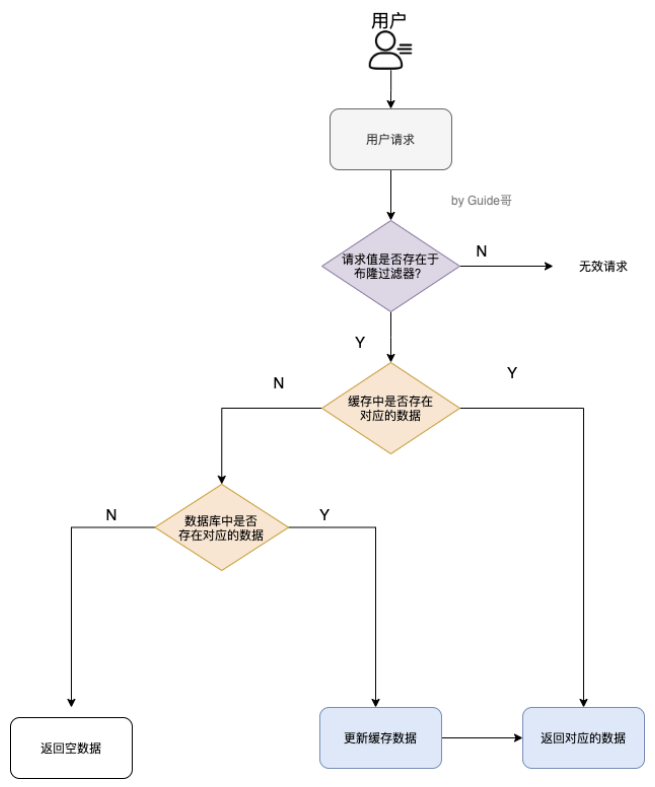 用户
用户请求
by Guide哥
请求值是否存在于
布隆过滤器?
N
无效请求
Y
缓存中是否存在
对应的数据
N
Y
数据库中是否
存在对应的数据
N
Y
返回空数据
更新缓存数据
返回对应的数据